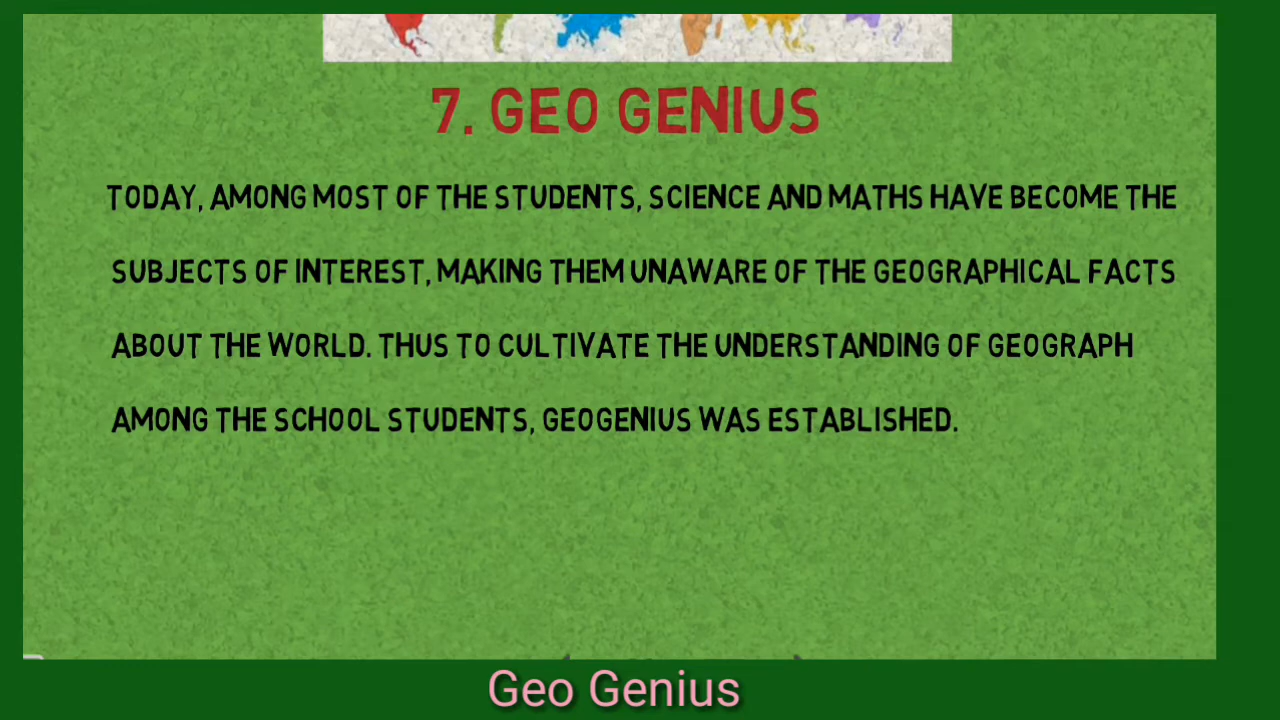 7. GEO GENIUS
TODAY, AMONG MOST OF THE STUDENTS, SCIENCE AND MATHS HAVE BECOME THE
SUBJECTS OF INTEREST, MAKING THEM UNAWARE OF THE GEOGRAPHICAL FACTS
ABOUT THE WORLD. THUS TO CULTIVATE THE UNDERSTANDING OF GEOGRAPH
AMONG THE SCHOOL STUDENTS, GEOGENIUS WAS ESTABLISHED.
Geo Genius